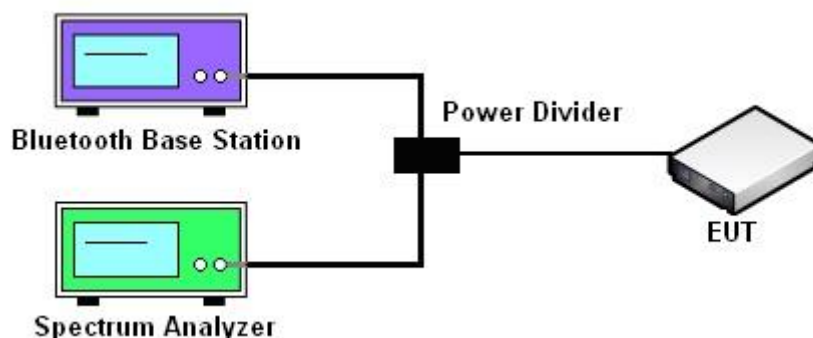 Bluetooth Base Station
Power Divider
EUT
Spectrum Analyzer